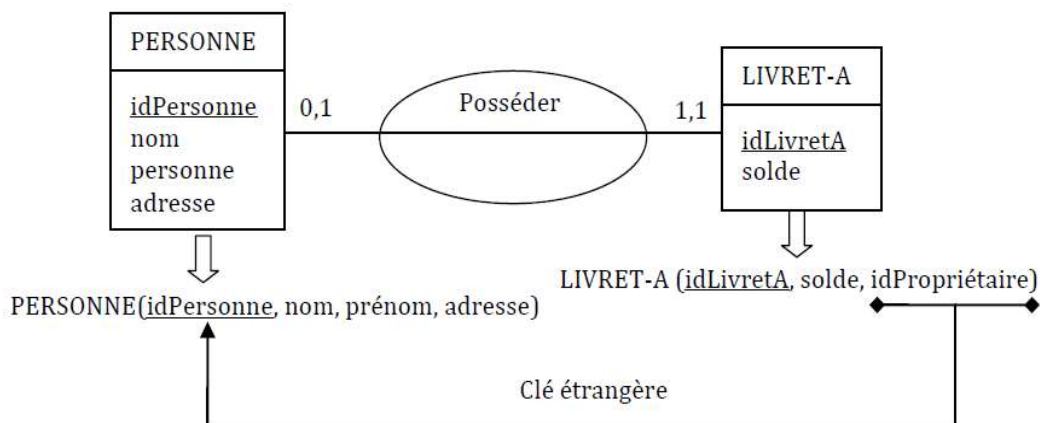 PERSONNE
idPersonne
nom
personne
adresse
0,1
Posséder
1,1
LIVRET-A
idLivretA
solde
PERSONNE(idPersonne, nom, prénom, adresse)
LIVRET-A (idLivretA, solde, idPropriétaire)
Clé étrangère